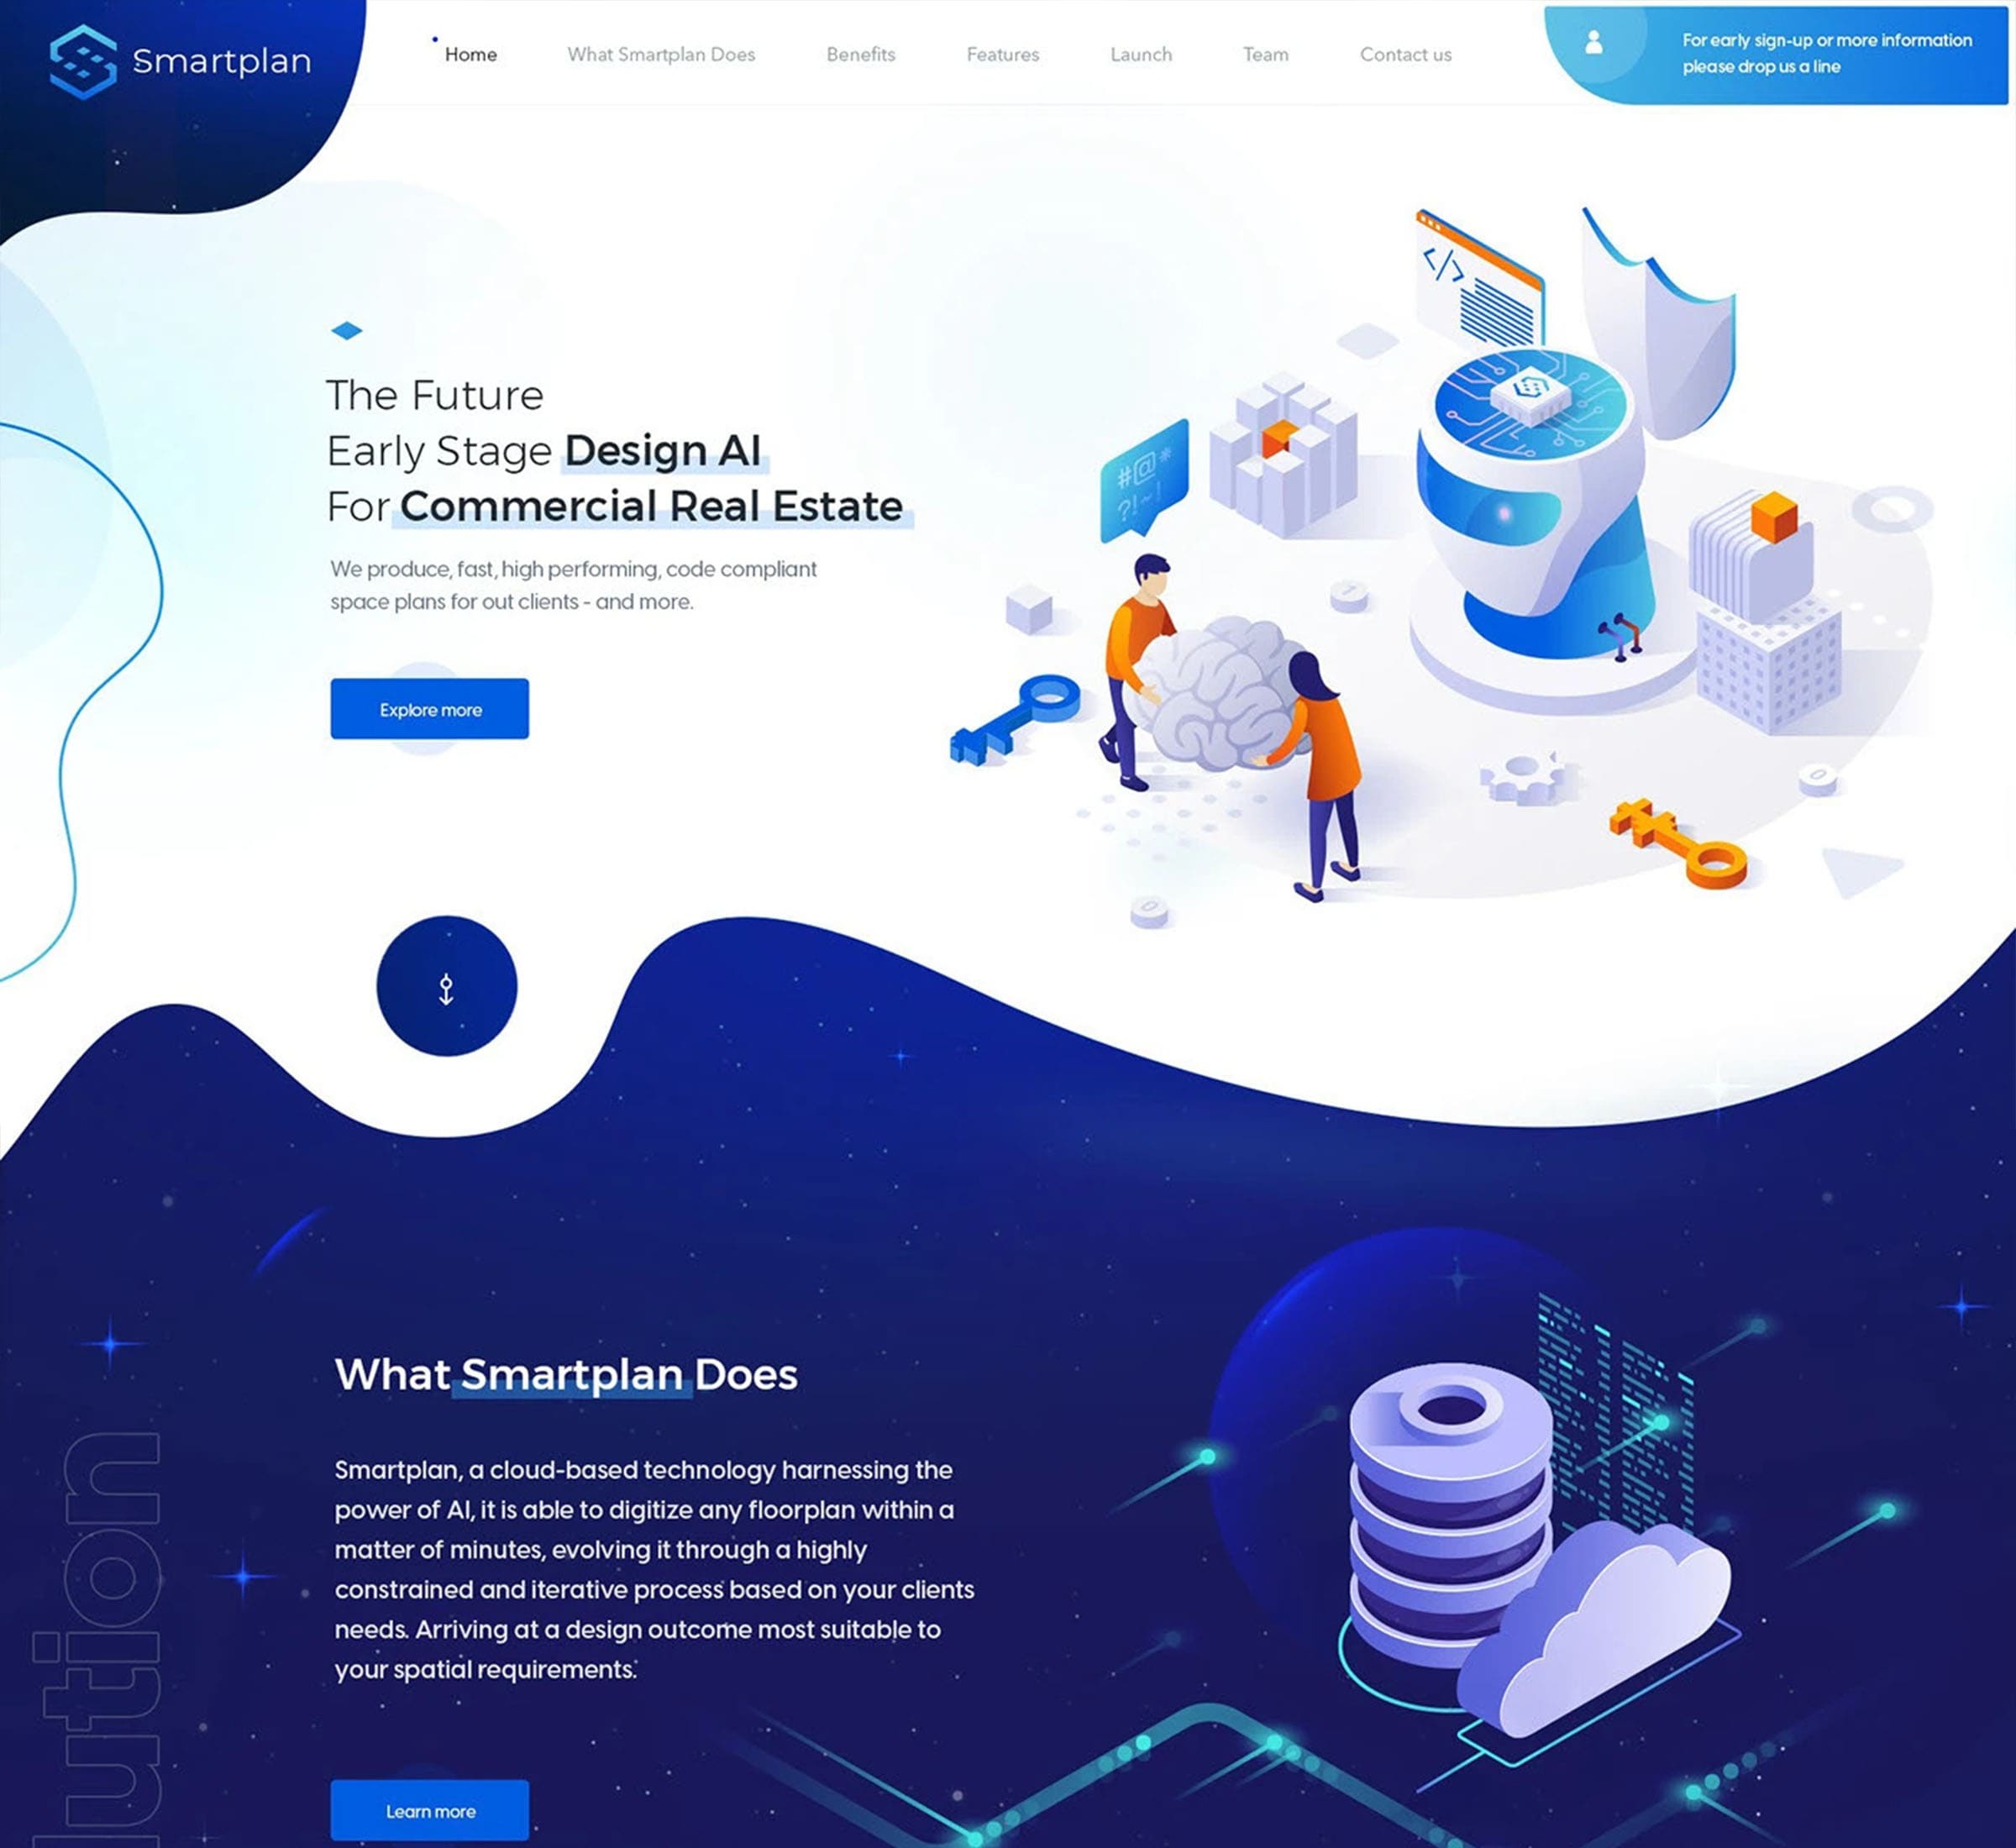 Smartplan
Home
What Smartplan Does
Benefits
Features
Launch
Team
Contact us
For early sign-up or more information
please drop us a line
The Future
Early Stage Design AI
For Commercial Real Estate
We produce, fast, high performing, code compliant
space plans for out clients - and more.
Explore more
</>
#@*
?!~!
What Smartplan Does
Smartplan, a cloud-based technology harnessing the
power of AI, it is able to digitize any floorplan within a
matter of minutes, evolving it through a highly
constrained and iterative process based on your clients
needs. Arriving at a design outcome most suitable to
your spatial requirements.
Learn more
lution